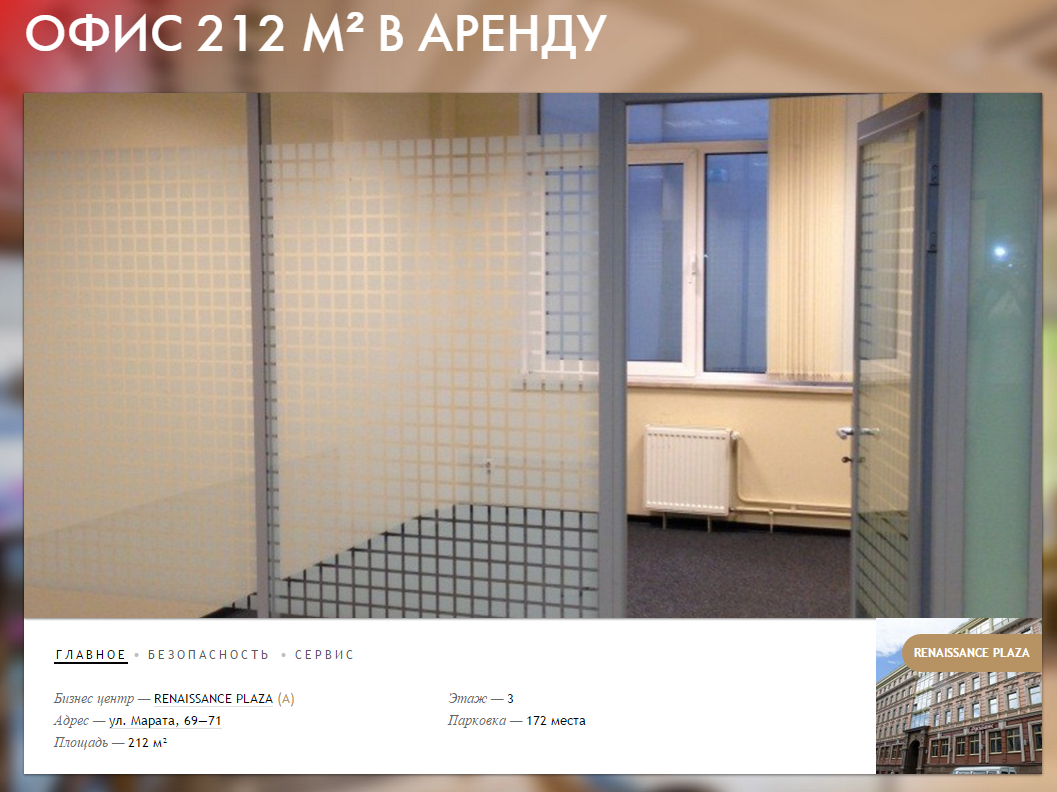 ОФИС 212 М² В АРЕНДУ
ГЛАВНОЕ • БЕЗОПАСНОСТЬ • СЕРВИС
RENAISSANCE PLAZA
Бизнес центр — RENAISSANCE PLAZA (A)
Адрес — ул. Марата, 69—71
Площадь — 212 м²
Этаж — 3
Парковка — 172 места